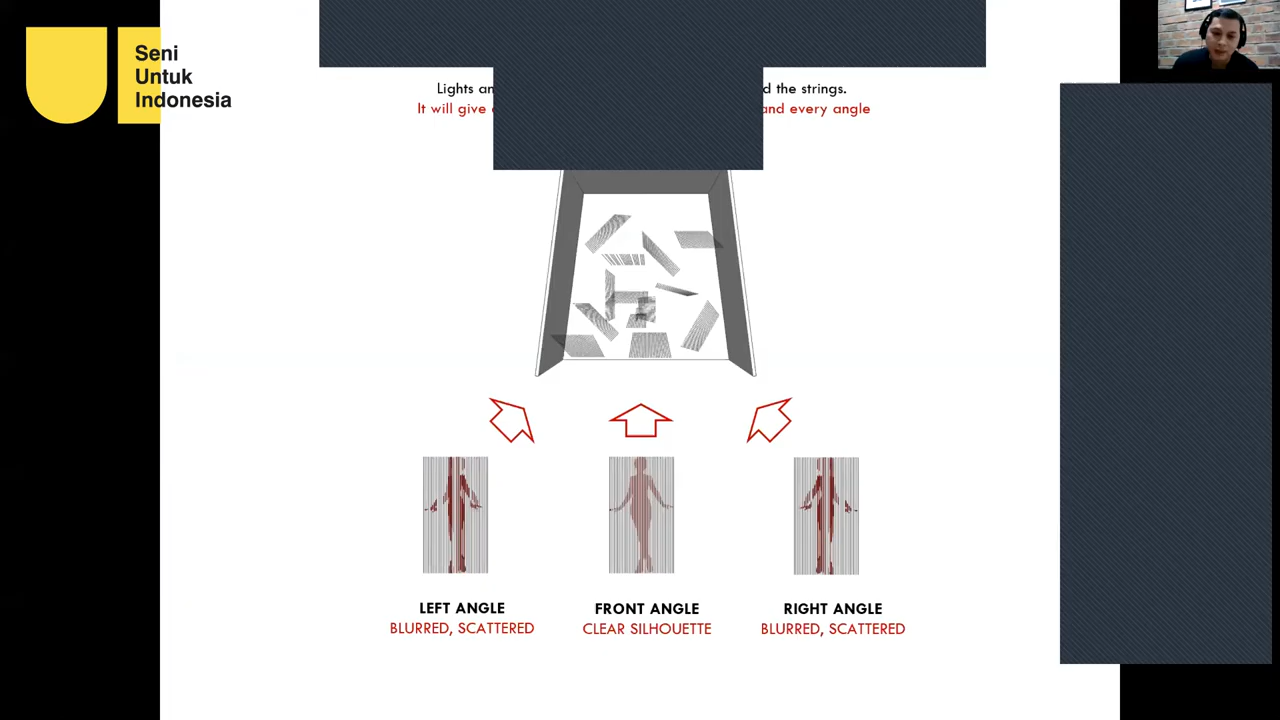 Seni
Untuk
Indonesia
Lights d the strings.
It will give and every angle
LEFT ANGLE FRONT ANGLE RIGHT ANGLE
BLURRED, SCATTERED CLEAR SILHOUETTE BLURRED, SCATTERED